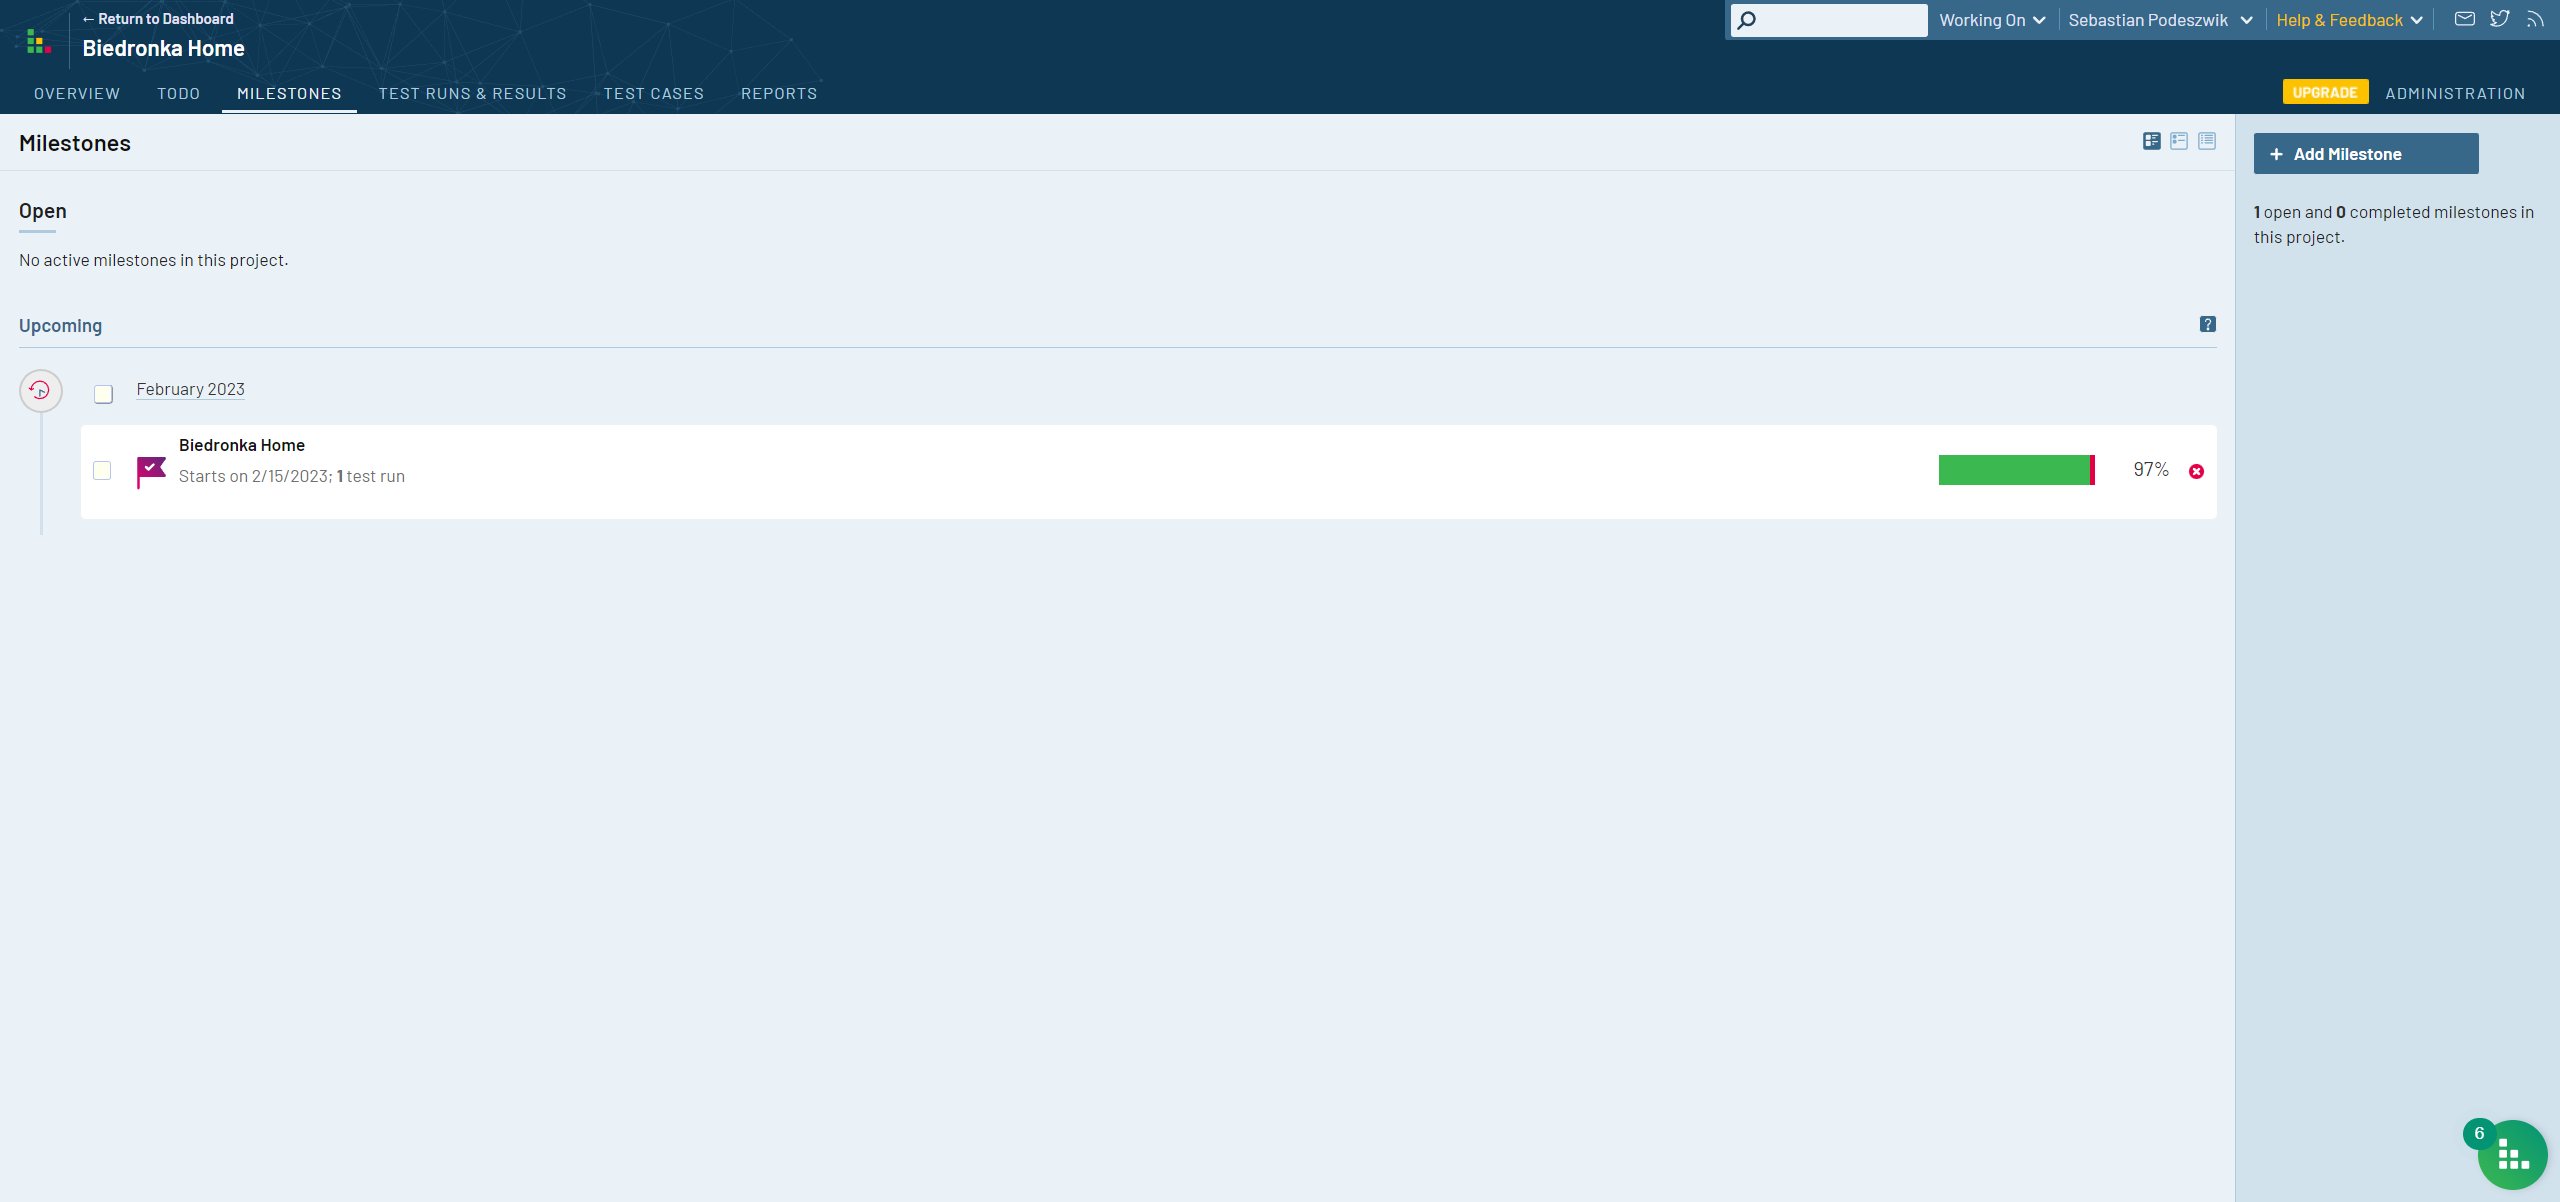 ← Return to Dashboard
Biedronka Home
Working On
Sebastian Podeszwik
Help & Feedback
OVERVIEW
TODO
MILESTONES
TEST RUNS & RESULTS
TEST CASES
REPORTS
UPGRADE
ADMINISTRATION
Milestones
+ Add Milestone
1 open and 0 completed milestones in
this project.
Open
No active milestones in this project.
Upcoming
?
February 2023
Biedronka Home
Starts on 2/15/2023; 1 test run
97%
6